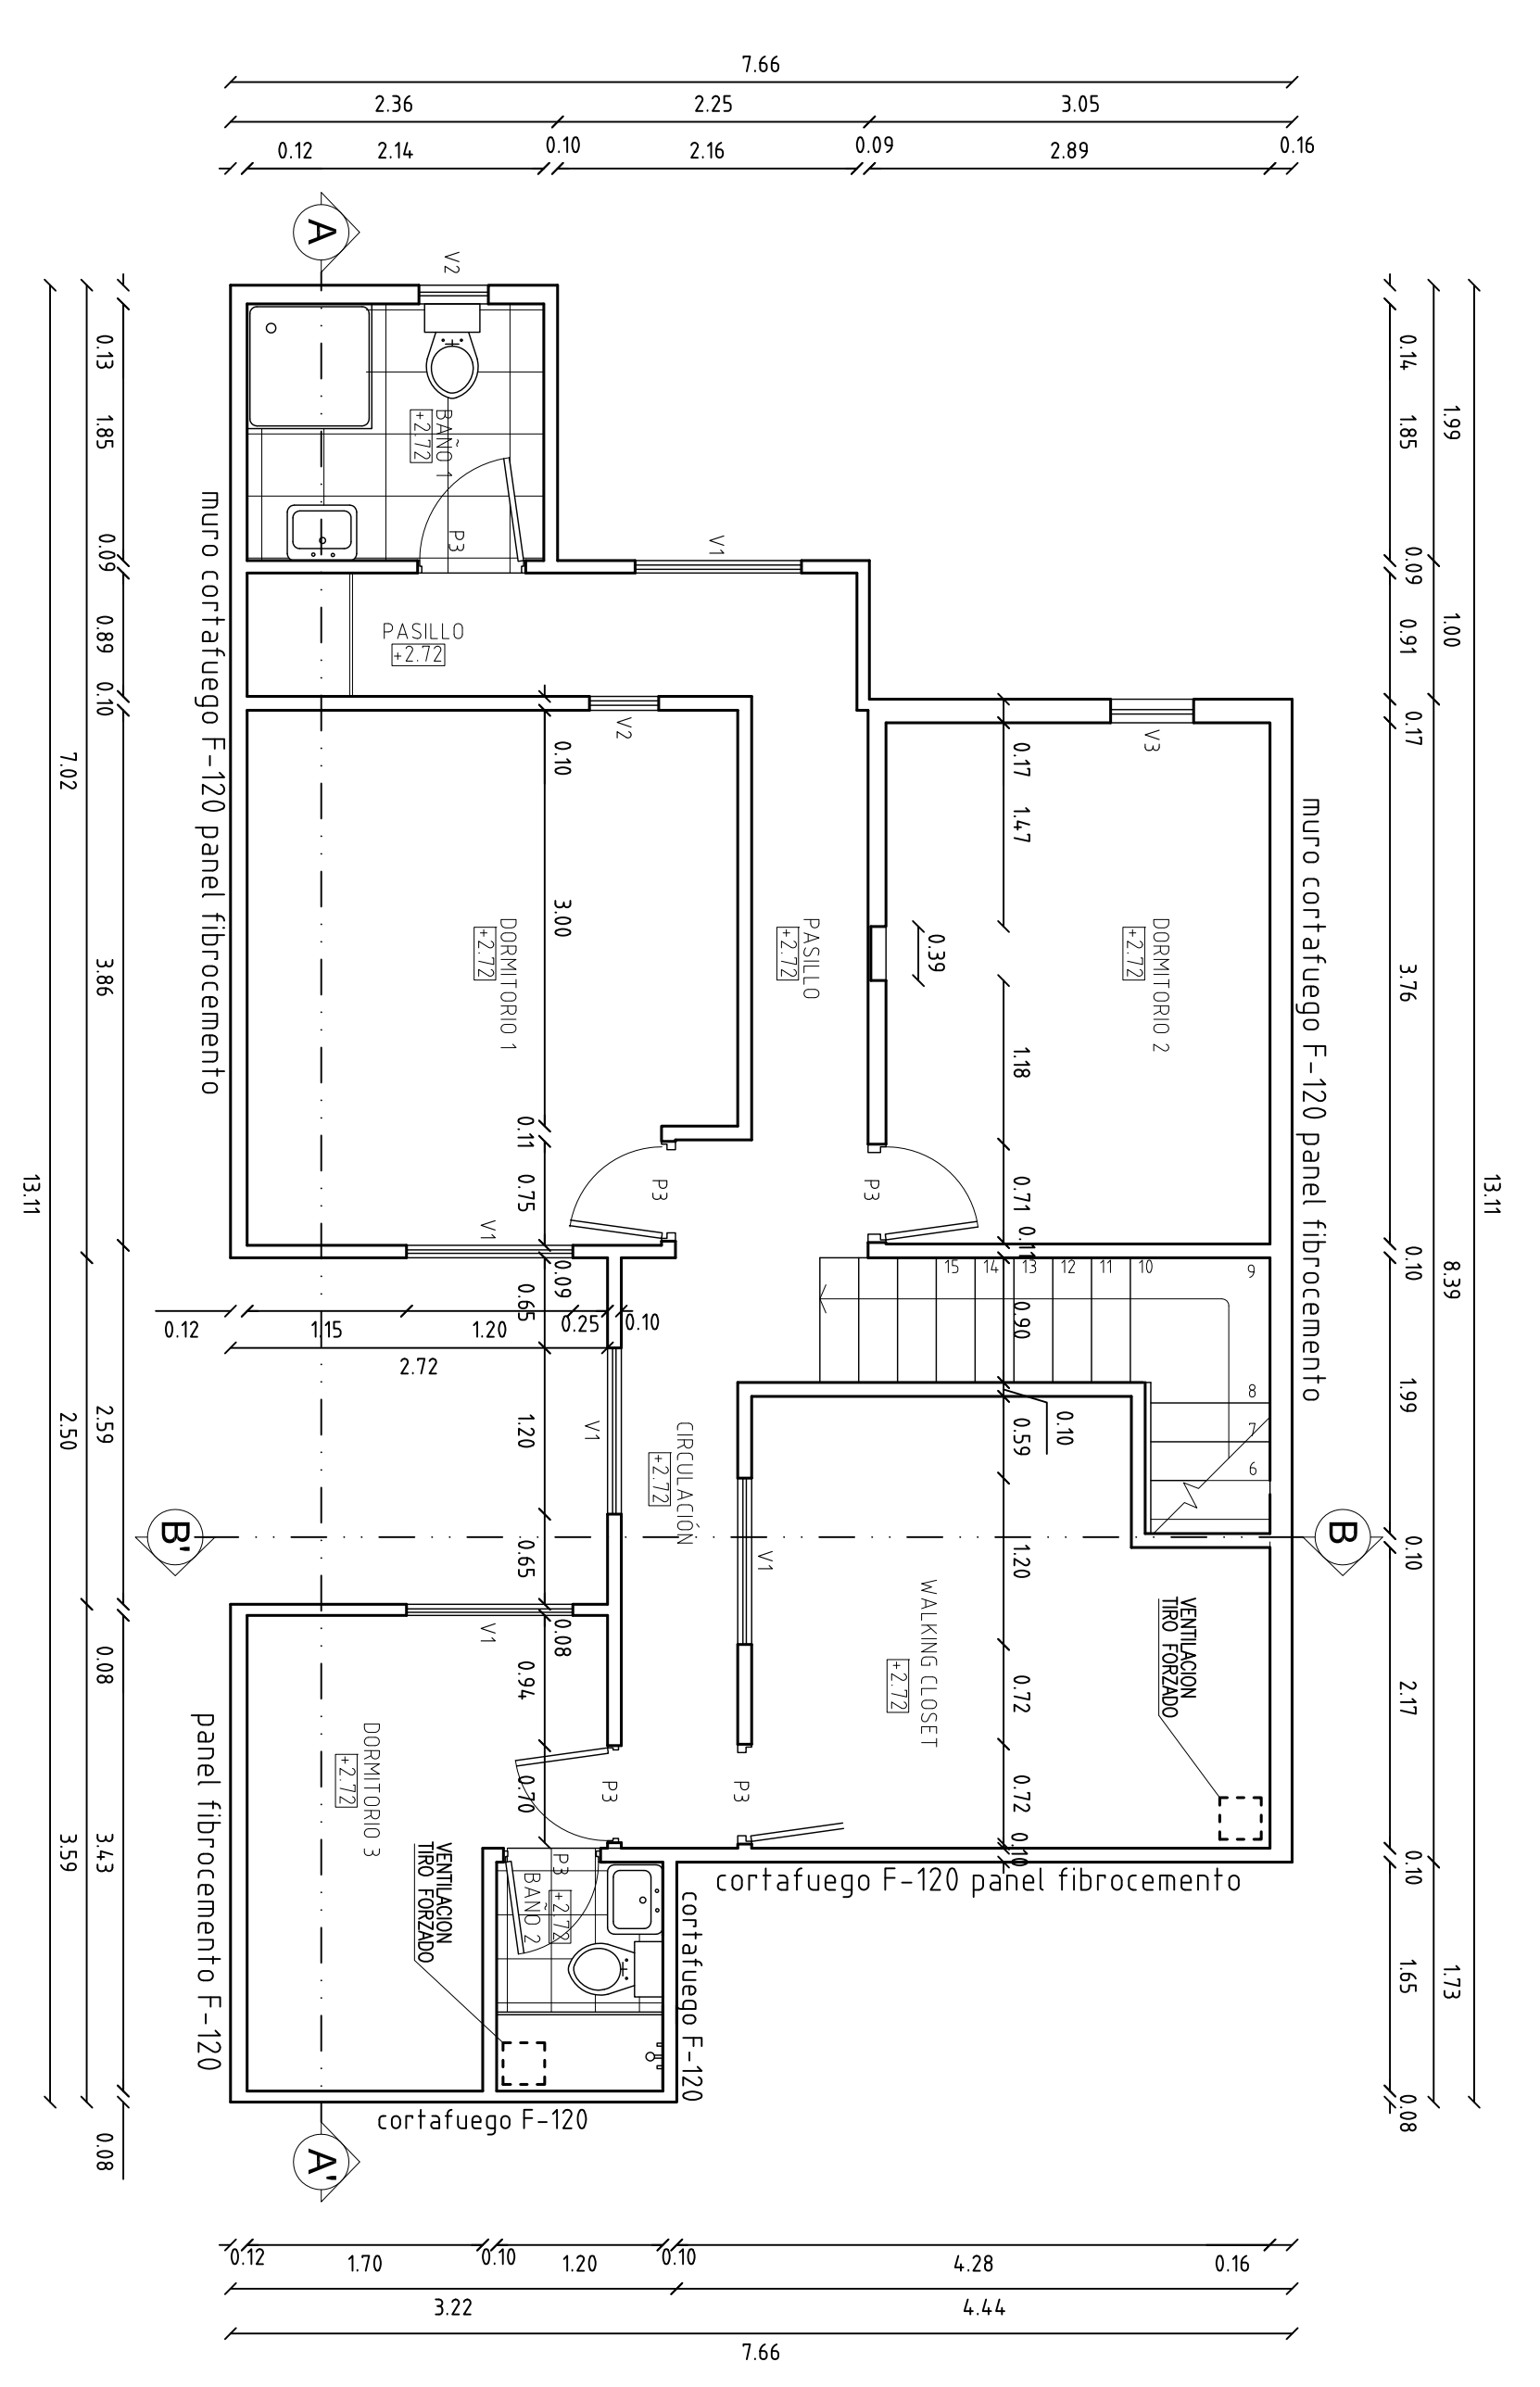 7.66
2.36 2.25 3.05
0.12 2.14 0.10 2.16 0.09 2.89 0.16
A
V2
BAÑO 1
+2.72
P3
V1
PASILLO
+2.72
V2
V3
muro cortafuego F-120 panel fibrocemento
muro cortafuego F-120 panel fibrocemento
0.13 1.85 0.09 0.89 0.10 3.86 2.59 0.08 3.43 0.08
7.02 2.50 3.59
13.11
0.14 1.85 0.09 0.91 0.17 3.76 0.10 1.99 0.10 2.17 0.10 1.65 0.08
1.99 1.00 8.39 1.73
13.11
DORMITORIO 1
+2.72
PASILLO
+2.72
DORMITORIO 2
+2.72
0.10 3.00 0.11 0.75 0.09 0.65 1.20 0.65 0.08 0.94 0.70
0.17 1.47 0.39 1.18 0.71 0.11 0.90 0.10 0.59 1.20 0.72 0.72 0.10
P3
P3
V1
15 14 13 12 11 10 9
8
7
6
0.12 1.15 1.20 0.25 0.10
2.72
V1
CIRCULACIÓN
+2.72
B'
B
V1
WALKING CLOSET
+2.72
VENTILACION
TIRO FORZADO
V1
DORMITORIO 3
+2.72
P3
P3
P3
BAÑO 2
+2.72
VENTILACION
TIRO FORZADO
panel fibrocemento F-120
cortafuego F-120 panel fibrocemento
cortafuego F-120
cortafuego F-120
A'
0.12 1.70 0.10 1.20 0.10 4.28 0.16
3.22 4.44
7.66